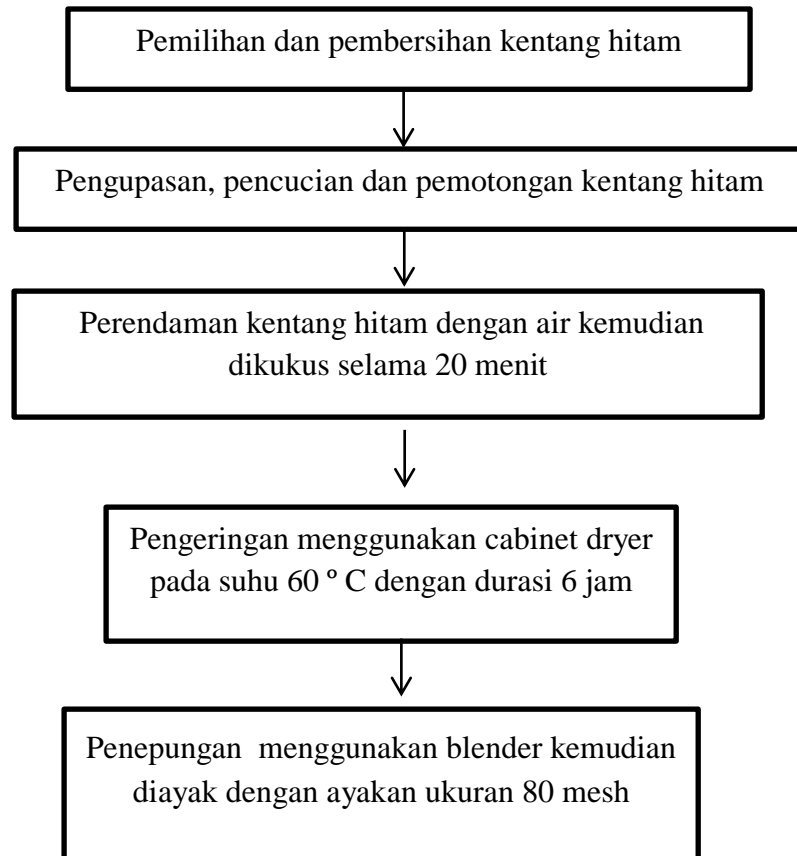 Pemilihan dan pembersihan kentang hitam
Pengupasan, pencucian dan pemotongan kentang hitam
Perendaman kentang hitam dengan air kemudian
dikukus selama 20 menit
Pengeringan menggunakan cabinet dryer
pada suhu 60 º C dengan durasi 6 jam
Penepungan  menggunakan blender kemudian
diayak dengan ayakan ukuran 80 mesh